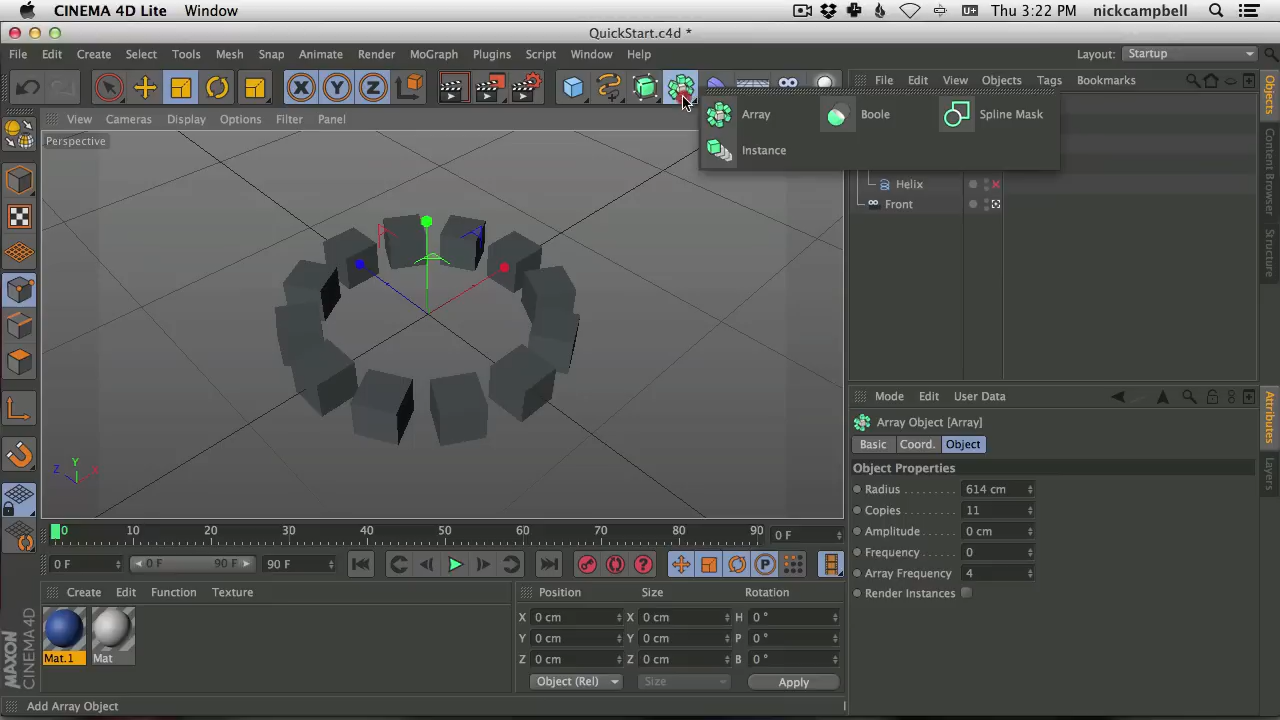 CINEMA 4D Lite Window Thu 3:22 PM nickcampbell
QuickStart.c4d *
File Edit Create Select Tools Mesh Snap Animate Render MoGraph Plugins Script Window Help Layout: Startup
File Edit View Objects Tags Bookmarks
X Y Z
Array Boole Spline Mask
Instance
View Cameras Display Options Filter Panel
Perspective
Helix
Front
Objects
Content Browser
Structure
Mode Edit User Data
Attributes
Layers
Array Object [Array]
Basic Coord. Object
Object Properties
Radius . . . . . . . . . 614 cm
Copies . . . . . . . . . 11
Amplitude . . . . . . 0 cm
Frequency . . . . . . 0
Array Frequency 4
Render Instances
Y
Z X
0 10 20 30 40 50 60 70 80 90 0 F
0 F 0 F 90 F 90 F
P
Create Edit Function Texture
Mat.1 Mat
Position Size Rotation
X 0 cm X 0 cm H 0 °
Y 0 cm Y 0 cm P 0 °
Z 0 cm Z 0 cm B 0 °
Object (Rel) Size Apply
MAXON
CINEMA 4D
Add Array Object